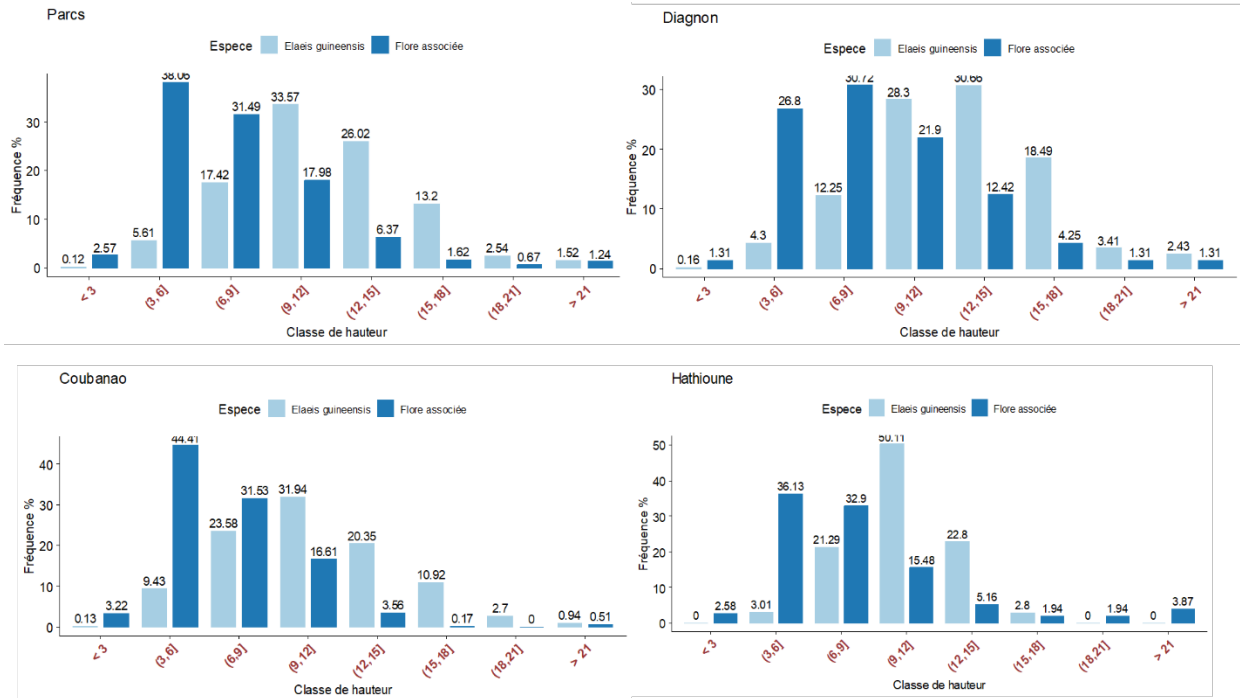 Parcs
Espece Elaeis guineensis Flore associée
Fréquence %
30
20
10
0
0.12 2.57 5.61 38.06 17.42 31.49 33.57 17.98 26.02 6.37 13.2 1.62 2.54 0.67 1.52 1.24
< 3 (3,6] (6,9] (9,12] (12,15] (15,18] (18,21] > 21
Classe de hauteur
Diagnon
Espece Elaeis guineensis Flore associée
Fréquence %
30
20
10
0
0.16 1.31 4.3 26.8 12.25 30.72 28.3 21.9 30.66 12.42 18.49 4.25 3.41 1.31 2.43 1.31
< 3 (3,6] (6,9] (9,12] (12,15] (15,18] (18,21] > 21
Classe de hauteur
Coubanao
Espece Elaeis guineensis Flore associée
Fréquence %
40
30
20
10
0
0.13 3.22 9.43 44.41 23.58 31.53 31.94 16.61 20.35 3.56 10.92 0.17 2.7 0 0.94 0.51
< 3 (3,6] (6,9] (9,12] (12,15] (15,18] (18,21] > 21
Classe de hauteur
Hathioune
Espece Elaeis guineensis Flore associée
Fréquence %
50
40
30
20
10
0
0 2.58 3.01 36.13 21.29 32.9 50.11 15.48 22.8 5.16 2.8 1.94 0 1.94 0 3.87
< 3 (3,6] (6,9] (9,12] (12,15] (15,18] (18,21] > 21
Classe de hauteur